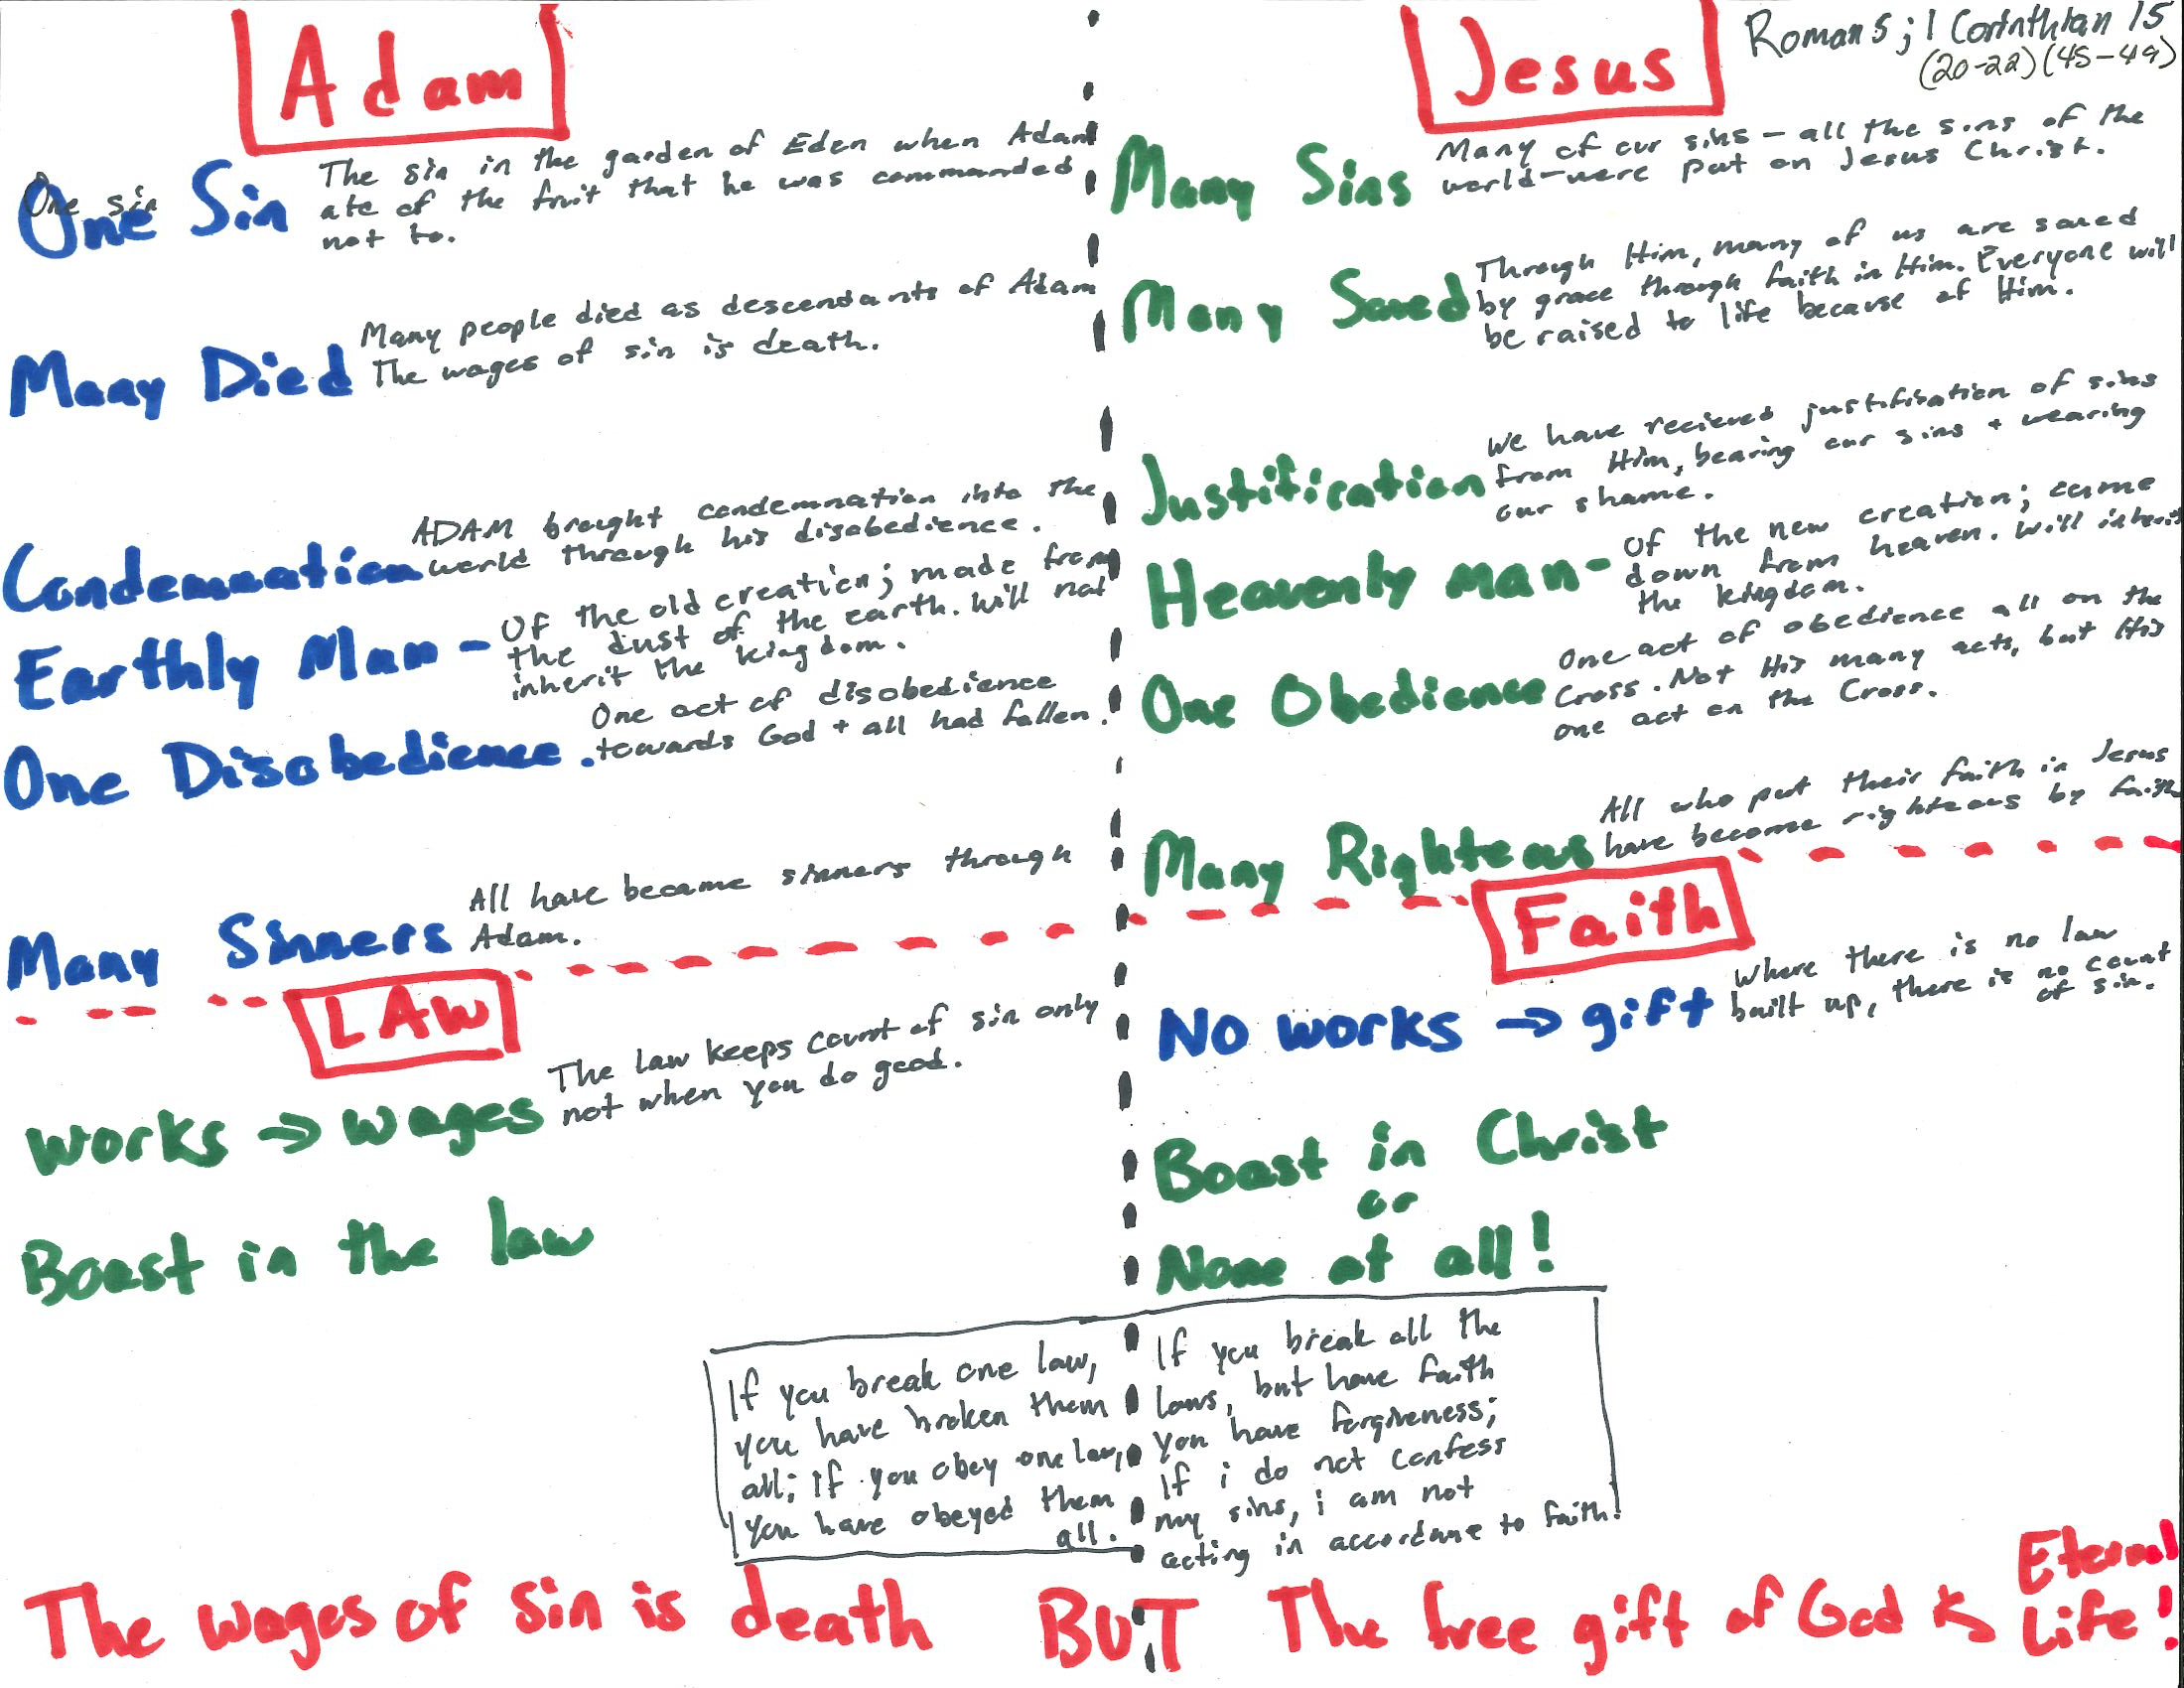 Adam
One Sin
One sin
The sin in the garden of Eden when Adam
ate of the fruit that he was commanded
not to.
Many Died
Many people died as descendants of Adam
The wages of sin is death.
Condemnation
ADAM brought condemnation into the
world through his disobedience.
Earthly Man -
Of the old creation; made from
the dust of the earth. Will not
inherit the kingdom.
One Disobedience.
One act of disobedience
towards God + all had fallen.
Many Sinners
All have became sinners through
Adam.
LAW
works → wages
The law keeps count of sin only
not when you do good.
Boast in the law
Jesus
Roman 5; 1 Corinthian 15
(20-22) (45-49)
Many Sins
Many of our sins - all the sins of the
world - were put on Jesus Christ.
Many Saved
Through Him, many of us are saved
by grace through faith in Him. Everyone will
be raised to life because of Him.
Justification
We have recieved justification of sins
from Him, bearing our sins + wearing
our shame.
Heavenly man -
Of the new creation; came
down from heaven. Will inherit
the kingdom.
One Obedience
One act of obedience all on the
Cross. Not His many acts, but His
one act on the Cross.
Many Righteous
All who put their faith in Jesus
have become righteous by faith
Faith
NO works → gift
Where there is no law
built up, there is no count
of sin.
Boast in Christ
or
None at all!
If you break one law,
you have broken them
all; if you obey one law,
you have obeyed them
all.
If you break all the
laws, but have faith
you have forgiveness;
If i do not confess
my sins, i am not
acting in accordane to faith!
The wages of sin is death BUT The free gift of God is
Eternal
Life!